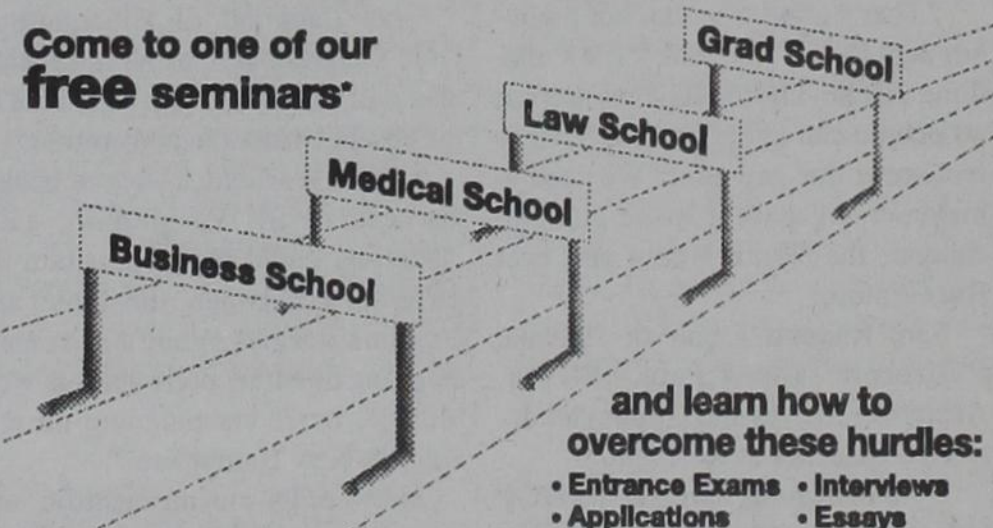 Come to one of our
free seminars*
Grad School
Law School
Medical School
Business School
and learn how to
overcome these hurdles:
• Entrance Exams • Interviews
• Applications • Essays